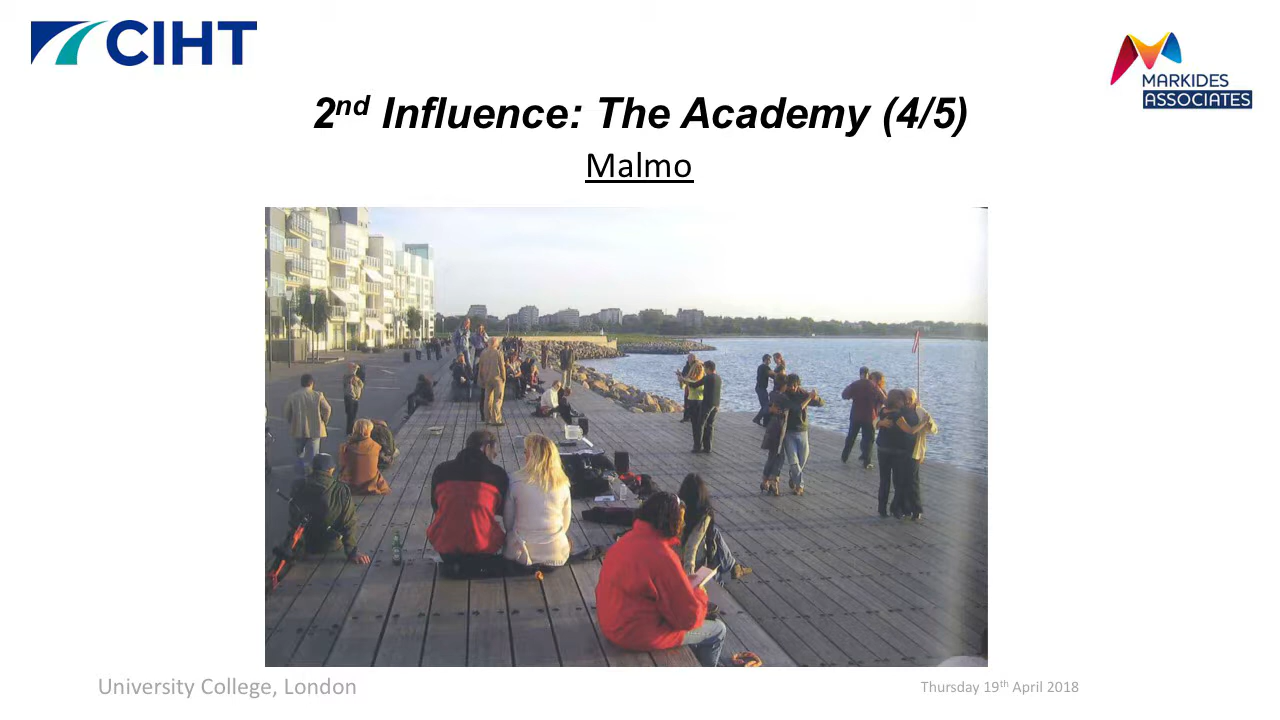 CIHT
MARKIDES
ASSOCIATES
2nd Influence: The Academy (4/5)
Malmo
University College, London
Thursday 19th April 2018